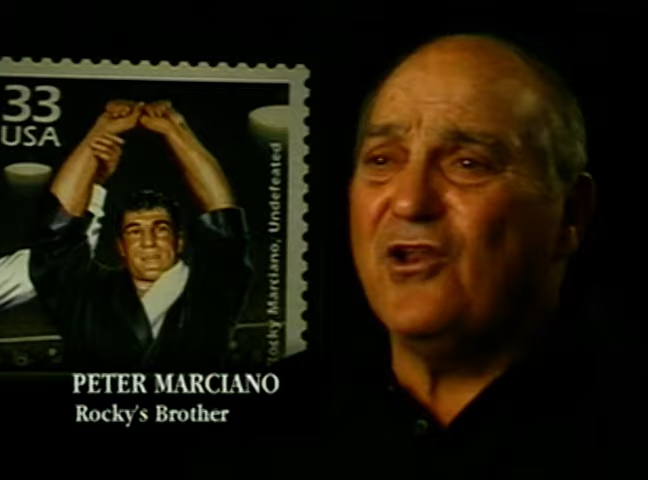 33
USA
Rocky Marciano, Undefeated
PETER MARCIANO
Rocky's Brother